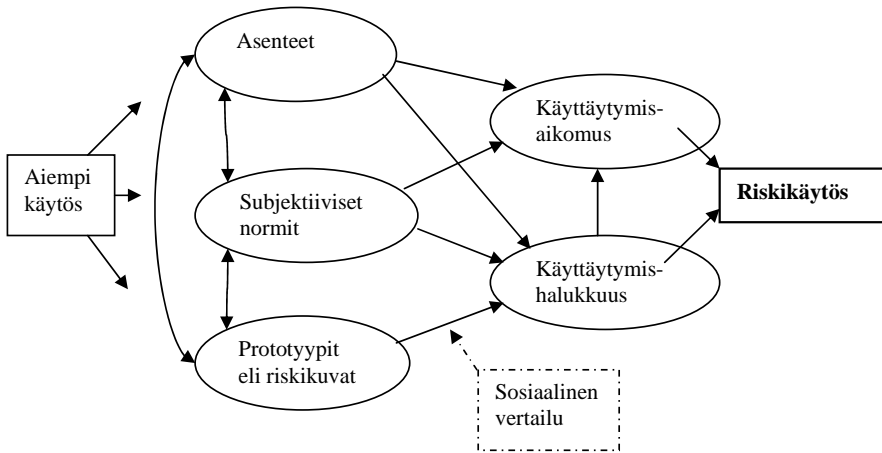 Asenteet
Käyttäytymis-
aikomus
Aiempi
käytös
Subjektiiviset
normit
Riskikäytös
Käyttäytymis-
halukkuus
Prototyypit
eli riskikuvat
Sosiaalinen
vertailu